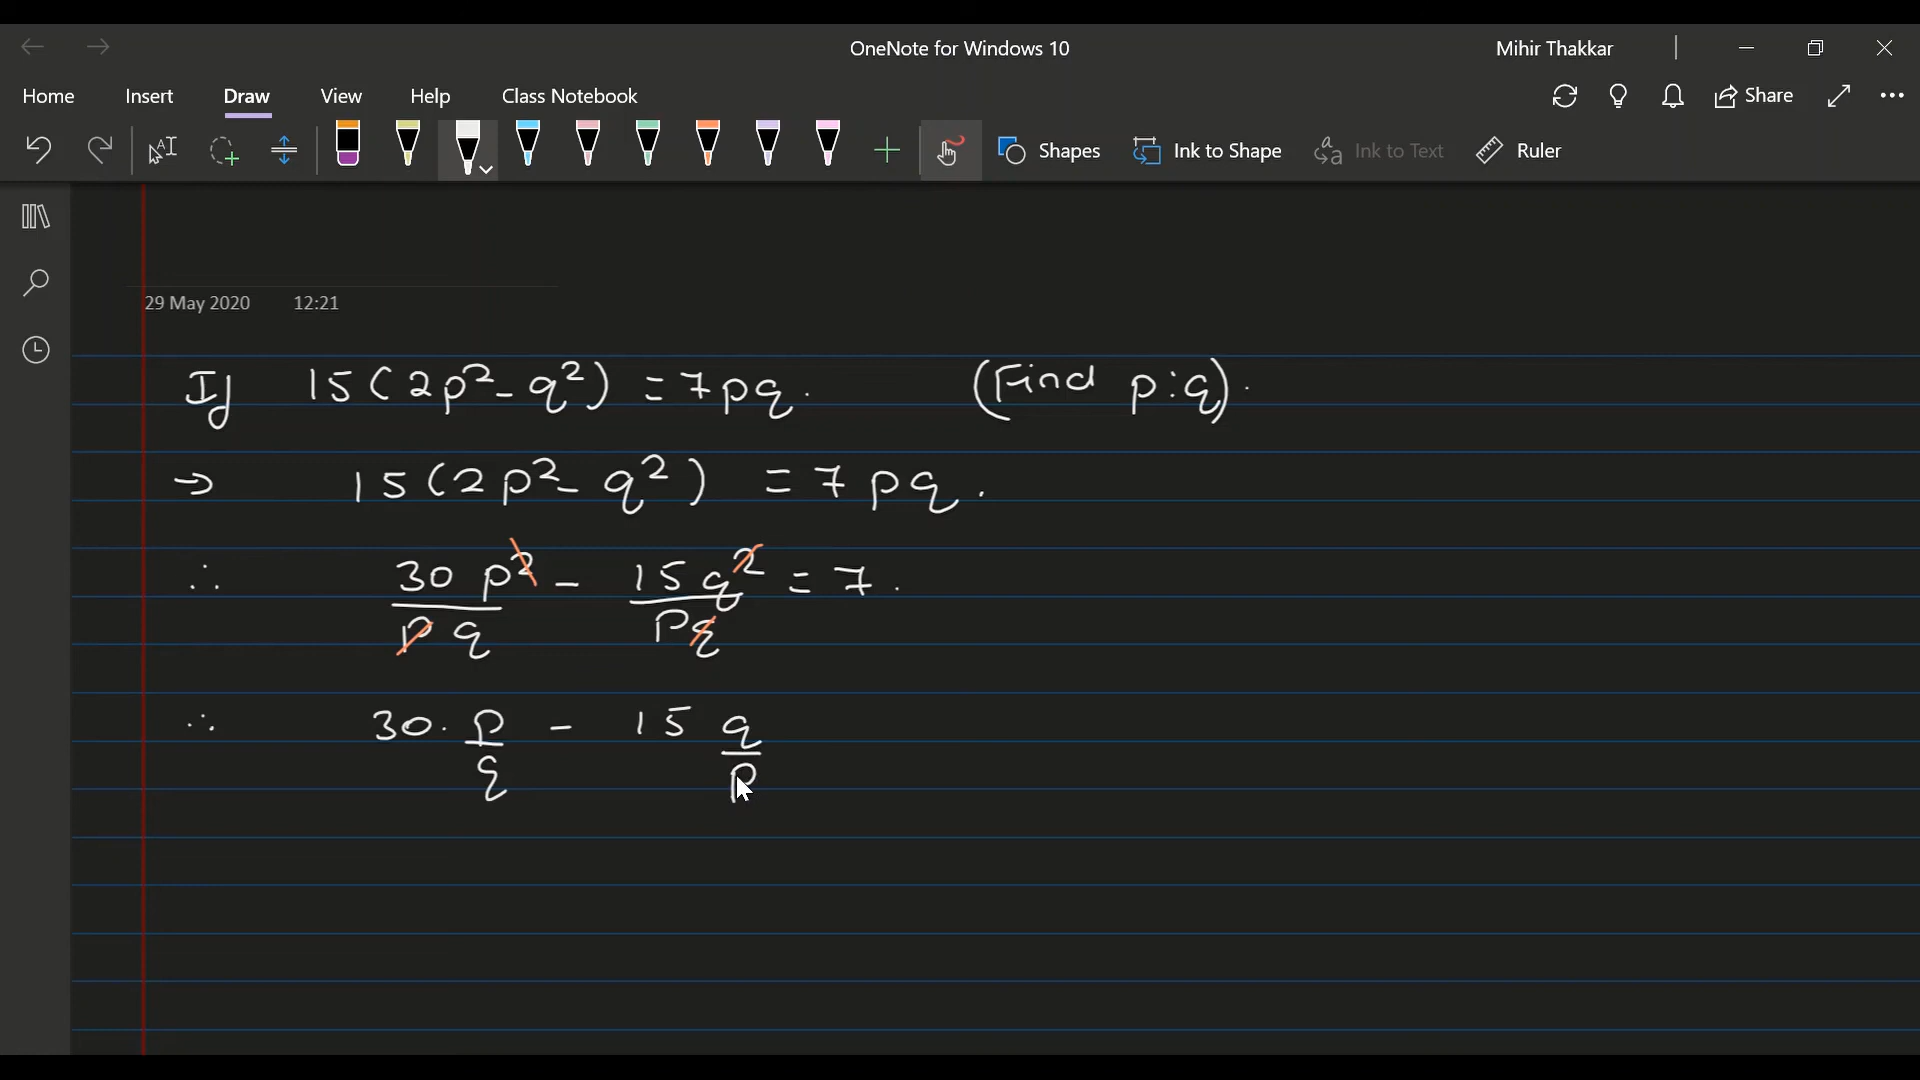 OneNote for Windows 10
Mihir Thakkar
Home Insert Draw View Help Class Notebook Share
Shapes Ink to Shape Ink to Text Ruler
29 May 2020 12:21
If 15(2p²-q²) = 7pq. (Find p:q).
→ 15(2p²-q²) = 7pq.
∴ 30p²/pq - 15q²/pq = 7.
∴ 30. p/q - 15 q/p